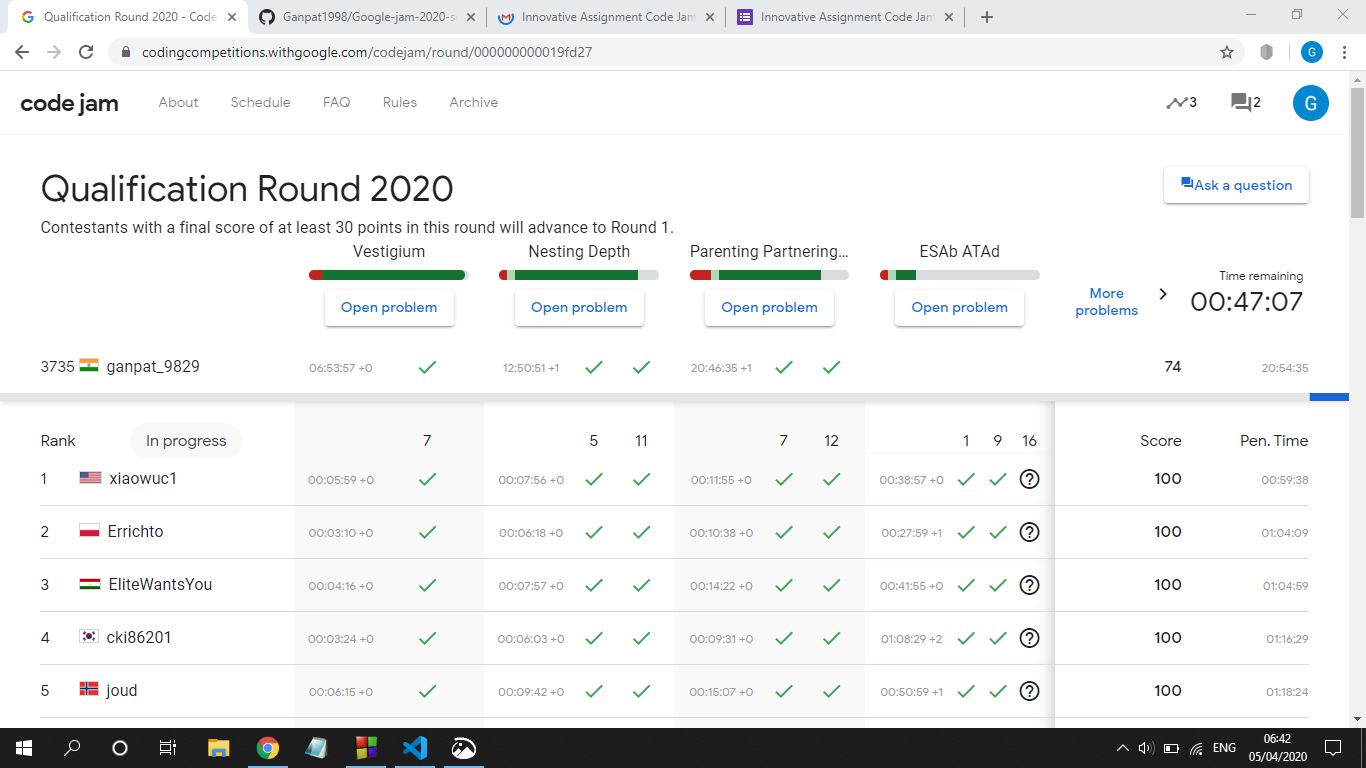 Qualification Round 2020 - Code
Ganpat1998/Google-jam-2020-s
Innovative Assignment Code Jam
Innovative Assignment Code Jam
codingcompetitions.withgoogle.com/codejam/round/000000000019fd27
G
code jam About Schedule FAQ Rules Archive 3 2 G
Qualification Round 2020
Ask a question
Contestants with a final score of at least 30 points in this round will advance to Round 1.
Vestigium Nesting Depth Parenting Partnering... ESAb ATAd
Time remaining
00:47:07
Open problem Open problem Open problem Open problem
More problems
3735 ganpat_9829 06:53:57 +0 12:50:51 +1 20:46:35 +1 74 20:54:35
Rank In progress 7 5 11 7 12 1 9 16 Score Pen. Time
1 xiaowuc1 00:05:59 +0 00:07:56 +0 00:11:55 +0 00:38:57 +0 ? 100 00:59:38
2 Errichto 00:03:10 +0 00:06:18 +0 00:10:38 +0 00:27:59 +1 ? 100 01:04:09
3 EliteWantsYou 00:04:16 +0 00:07:57 +0 00:14:22 +0 00:41:55 +0 ? 100 01:04:59
4 cki86201 00:03:24 +0 00:06:03 +0 00:09:31 +0 01:08:29 +2 ? 100 01:16:29
5 joud 00:06:15 +0 00:09:42 +0 00:15:07 +0 00:50:59 +1 ? 100 01:18:24
ENG
06:42
05/04/2020